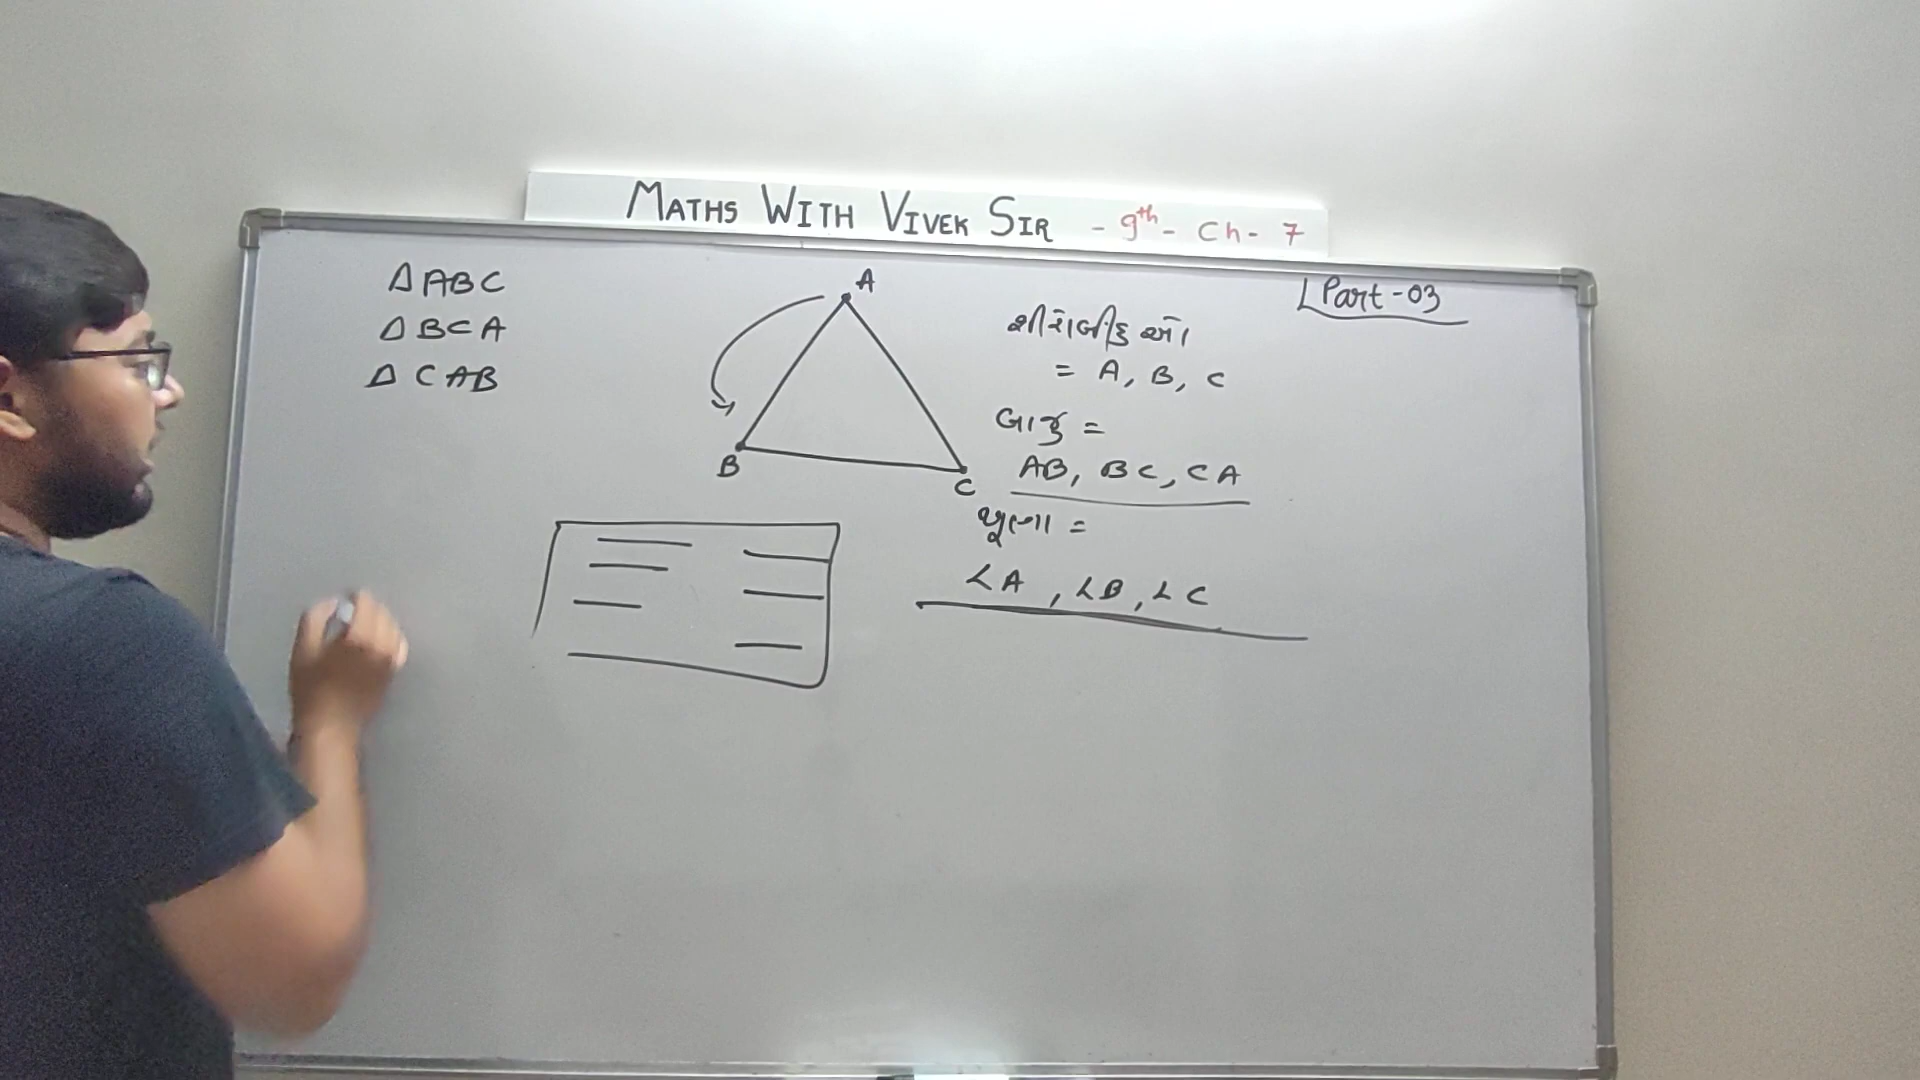 MATHS WITH VIVEK SIR - 9th - Ch - 7
Part - 03
△ABC
△BCA
△CAB
A
B
C
શીરોબીંદુઓ
= A, B, C
બાજુ =
AB, BC, CA
ખૂણા =
∠A, ∠B, ∠C